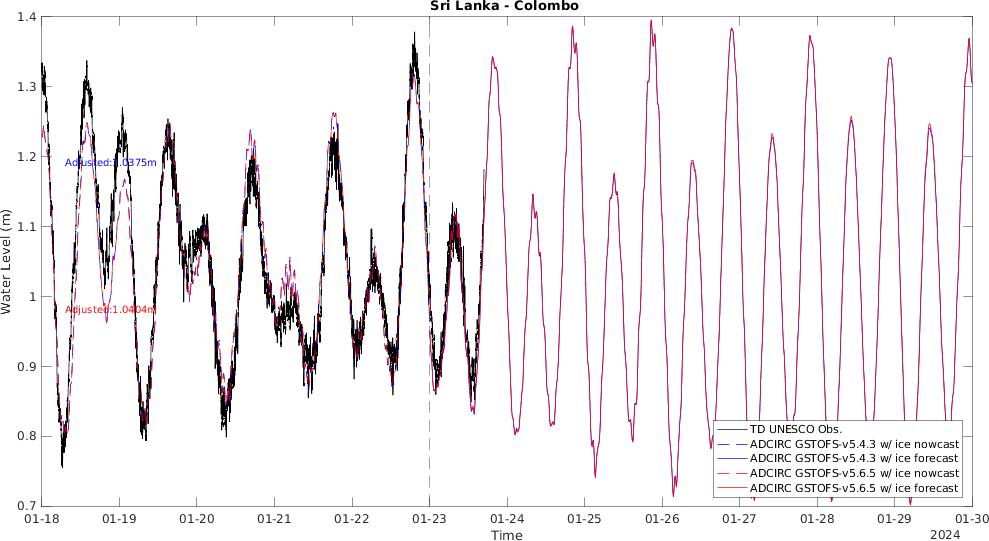 Sri Lanka - Colombo
1.4
1.3
1.2
1.1
1
0.9
0.8
0.7
Water Level (m)
Adjusted:1.0375m
Adjusted:1.0404m
TD UNESCO Obs.
ADCIRC GSTOFS-v5.4.3 w/ ice nowcast
ADCIRC GSTOFS-v5.4.3 w/ ice forecast
ADCIRC GSTOFS-v5.6.5 w/ ice nowcast
ADCIRC GSTOFS-v5.6.5 w/ ice forecast
01-18 01-19 01-20 01-21 01-22 01-23 01-24 01-25 01-26 01-27 01-28 01-29 01-30
Time
2024